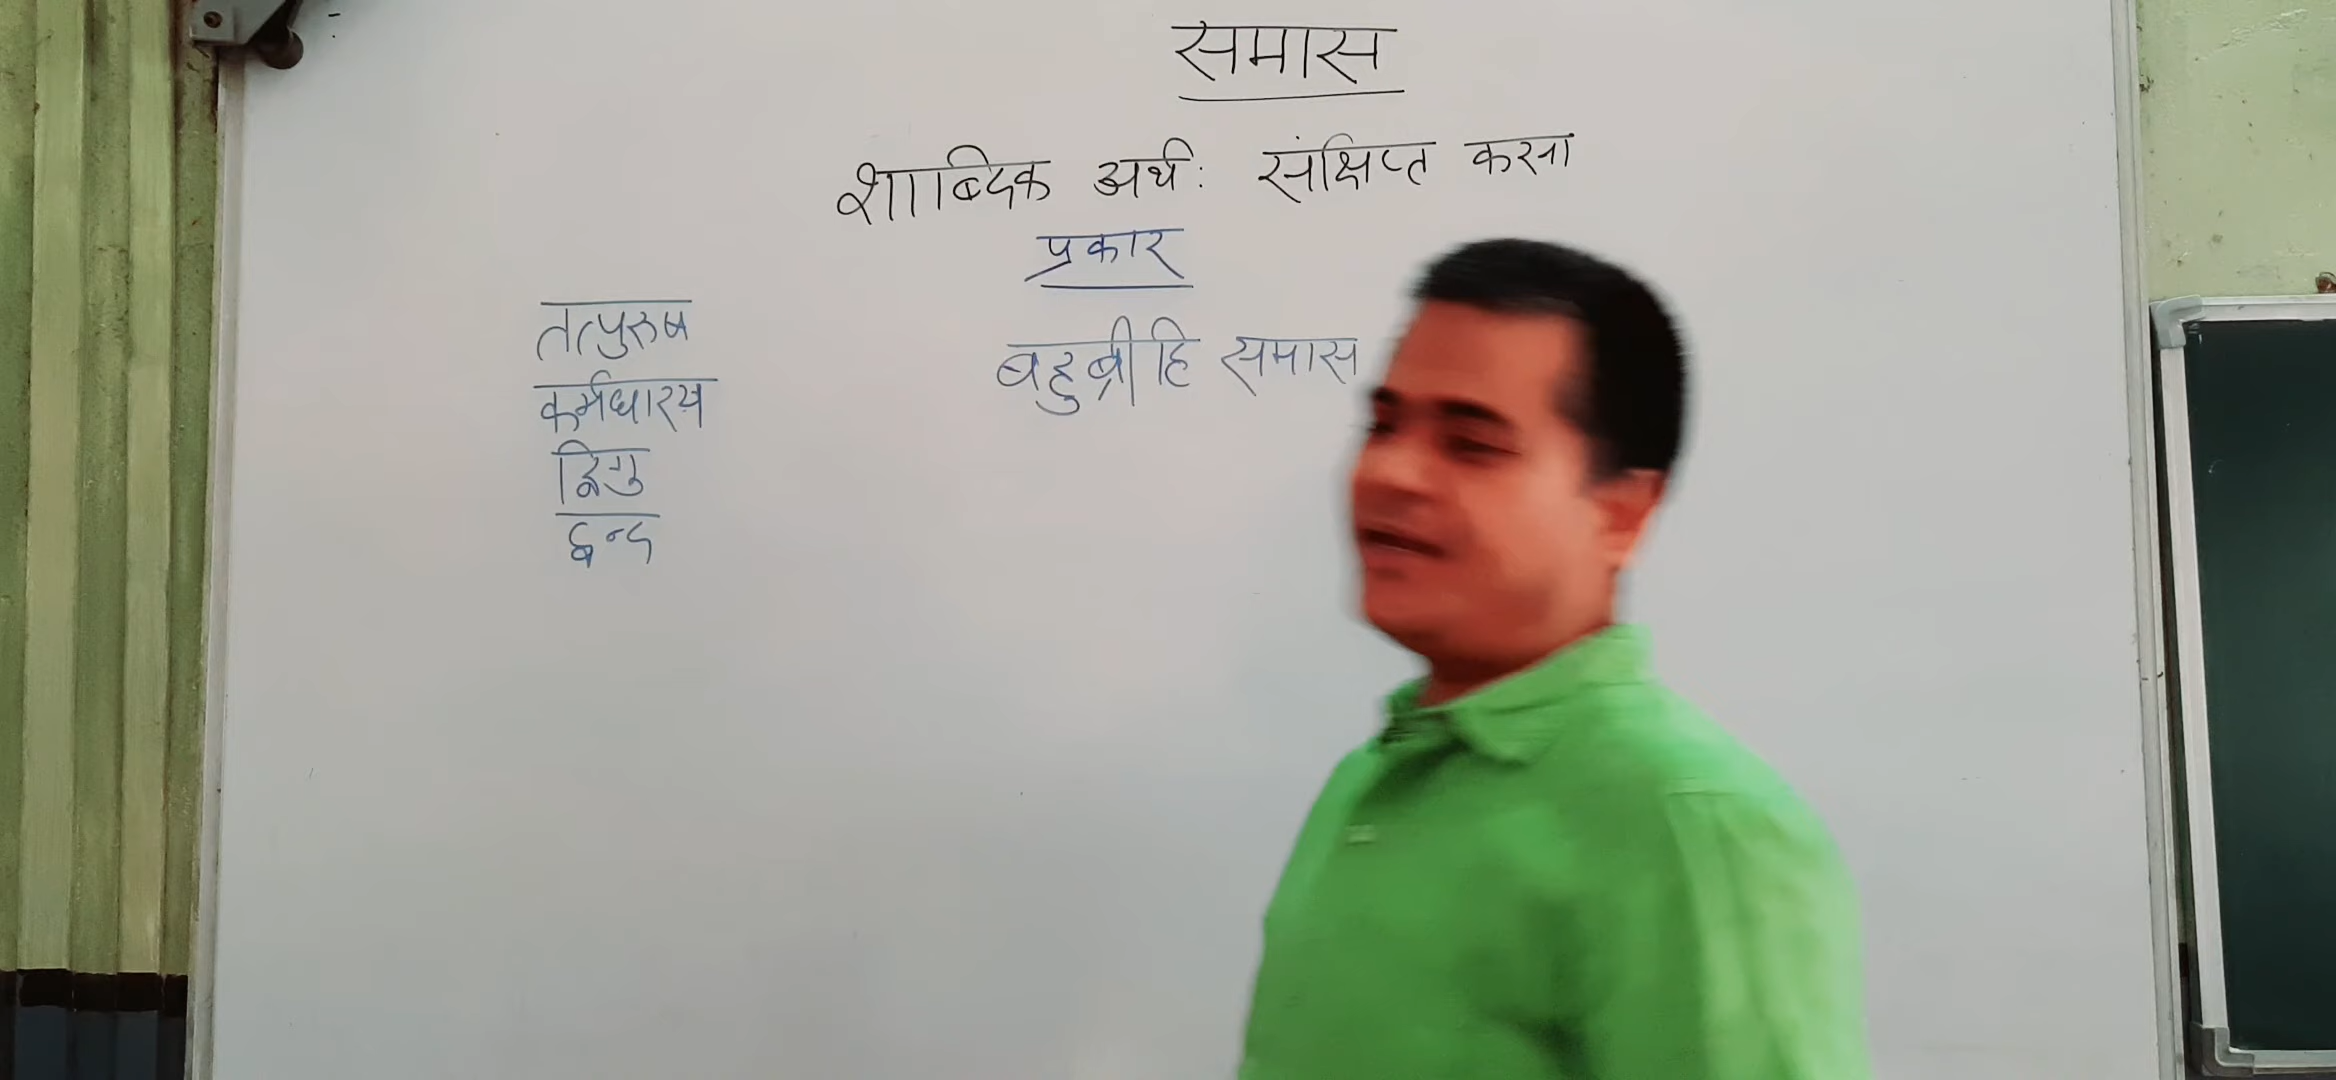 समास
शाब्दिक अर्थ: संक्षिप्त करना
प्रकार
तत्पुरुष
कर्मधारय
द्विगु
द्वन्द
बहुब्रीहि समास